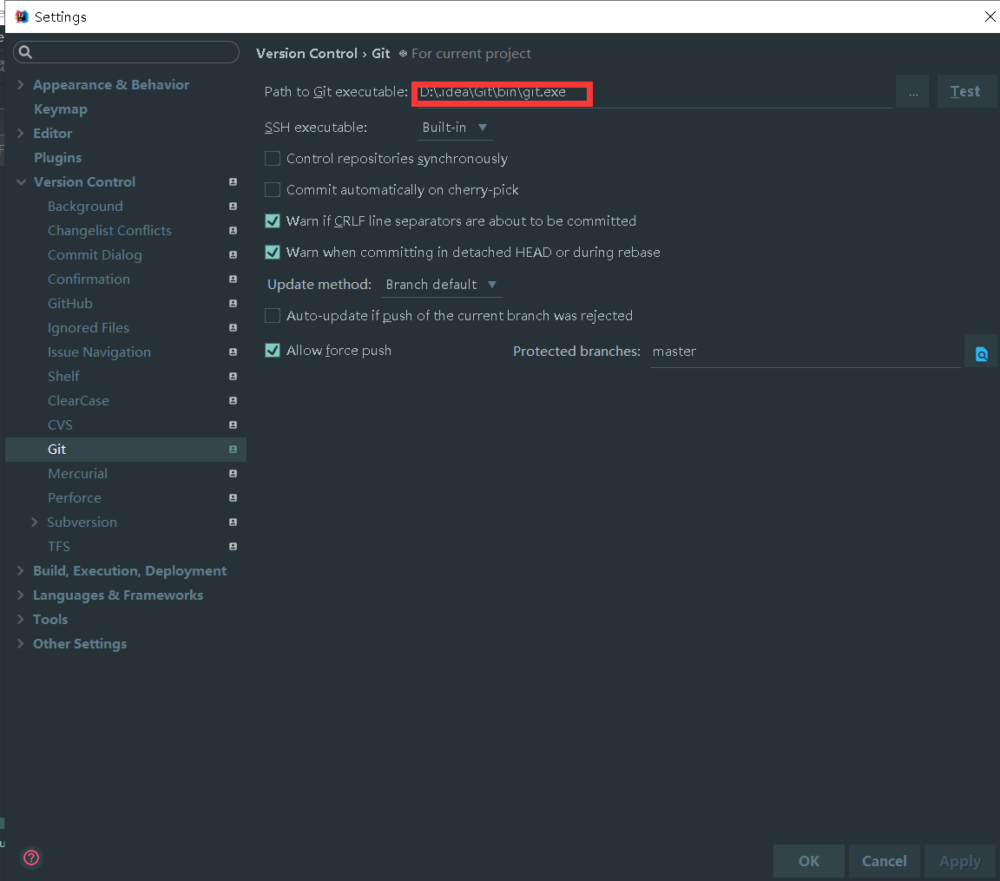 Settings
Version Control › Git For current project
Appearance & Behavior
Keymap
Editor
Plugins
Version Control
Background
Changelist Conflicts
Commit Dialog
Confirmation
GitHub
Ignored Files
Issue Navigation
Shelf
ClearCase
CVS
Git
Mercurial
Perforce
Subversion
TFS
Build, Execution, Deployment
Languages & Frameworks
Tools
Other Settings
Path to Git executable: D:\.idea\Git\bin\git.exe ... Test
SSH executable: Built-in
Control repositories synchronously
Commit automatically on cherry-pick
Warn if CRLF line separators are about to be committed
Warn when committing in detached HEAD or during rebase
Update method: Branch default
Auto-update if push of the current branch was rejected
Allow force push Protected branches: master
? OK Cancel Apply